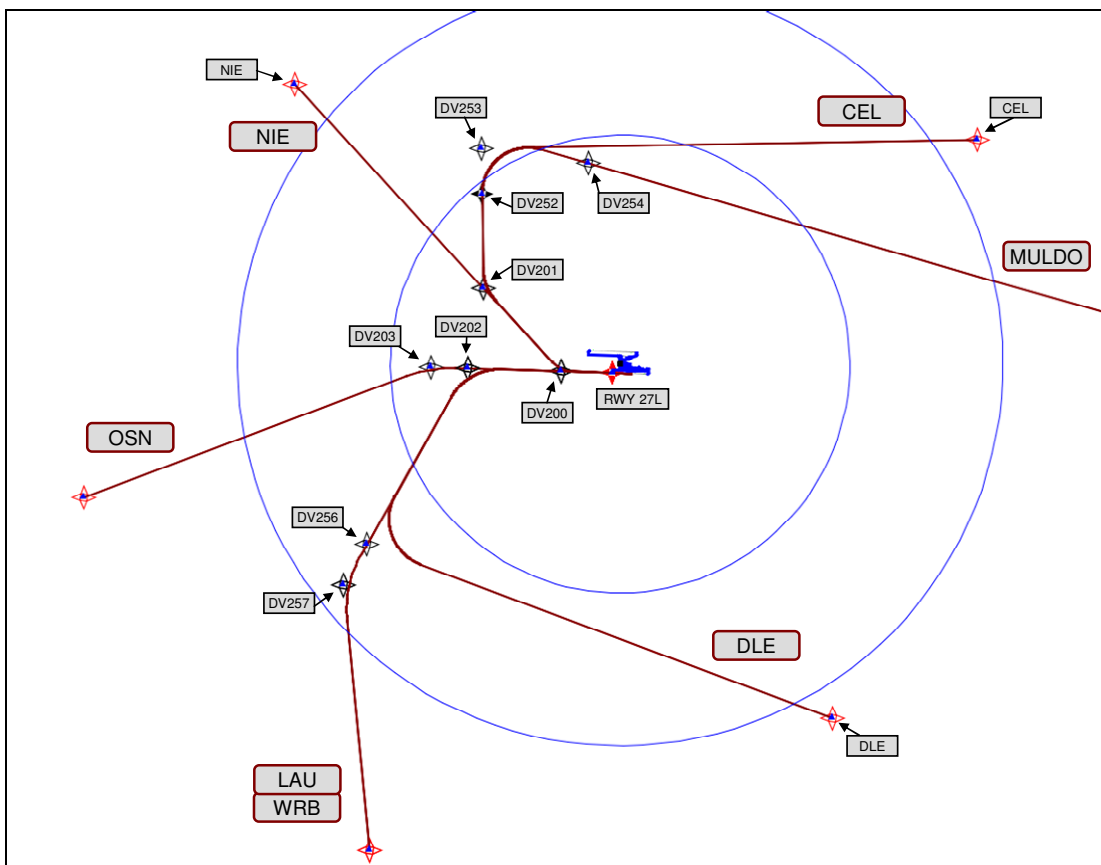 NIE
DV253
CEL
CEL
NIE
DV252
DV254
MULDO
DV201
DV203
DV202
DV200
RWY 27L
OSN
DV256
DV257
DLE
DLE
LAU
WRB